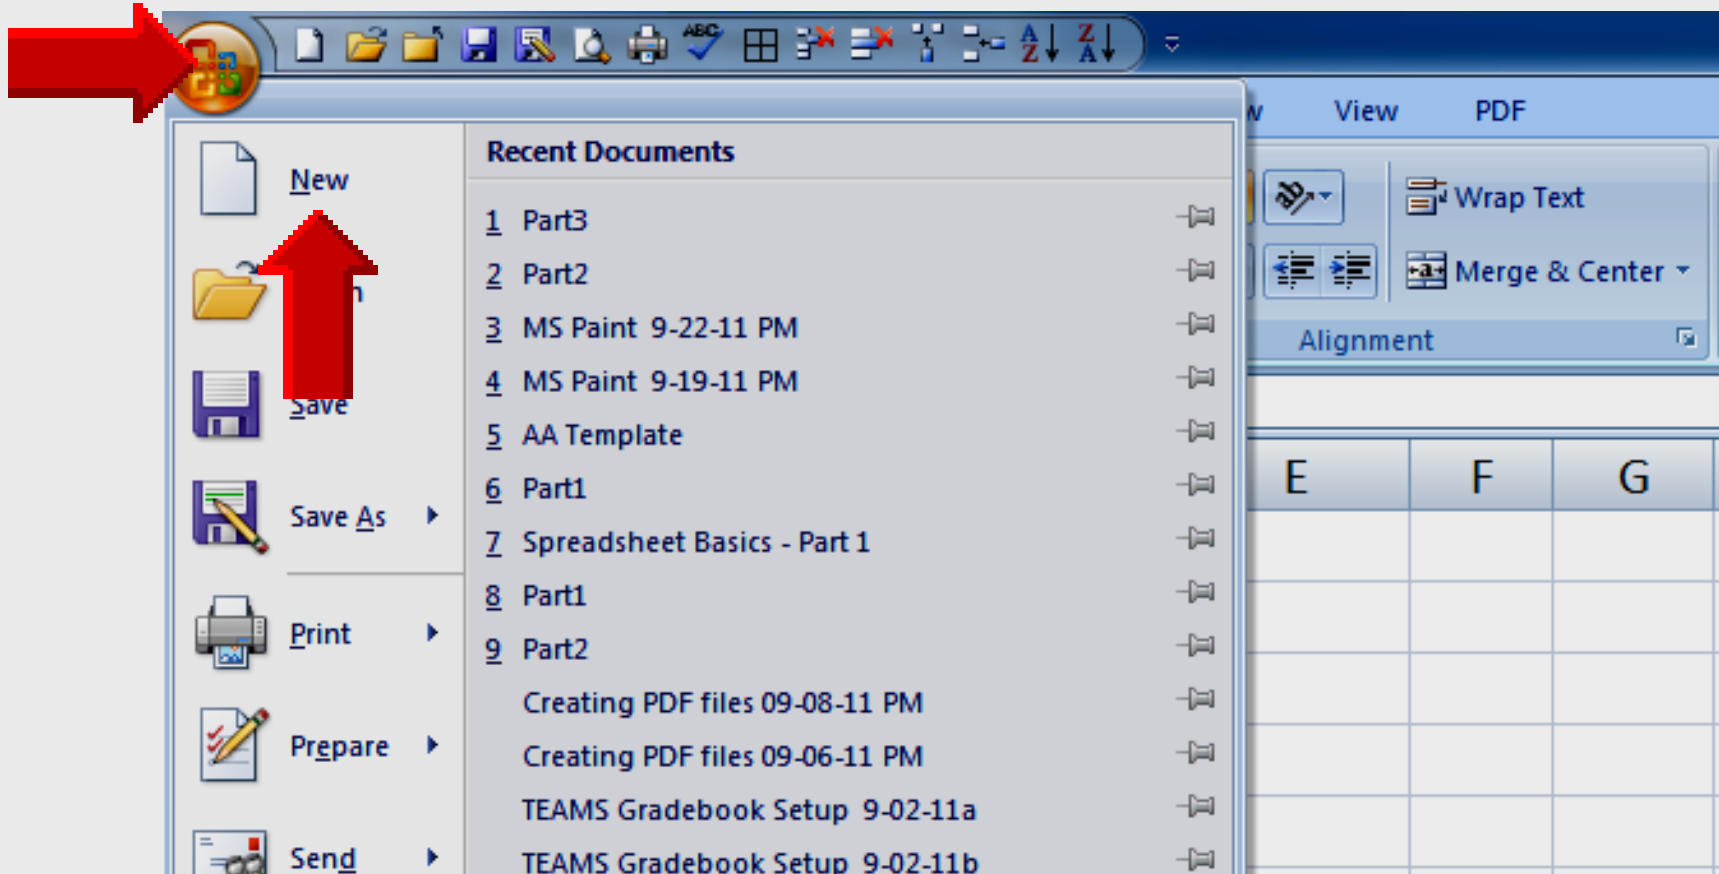 ABC
A
Z
Z
A
w View PDF
New
Recent Documents
1 Part3
2 Part2
3 MS Paint 9-22-11 PM
4 MS Paint 9-19-11 PM
5 AA Template
6 Part1
7 Spreadsheet Basics - Part 1
8 Part1
9 Part2
Creating PDF files 09-08-11 PM
Creating PDF files 09-06-11 PM
TEAMS Gradebook Setup 9-02-11a
TEAMS Gradebook Setup 9-02-11b
n
Save
Save As
Print
Prepare
Send
ab
Wrap Text
a Merge & Center
Alignment
E F G